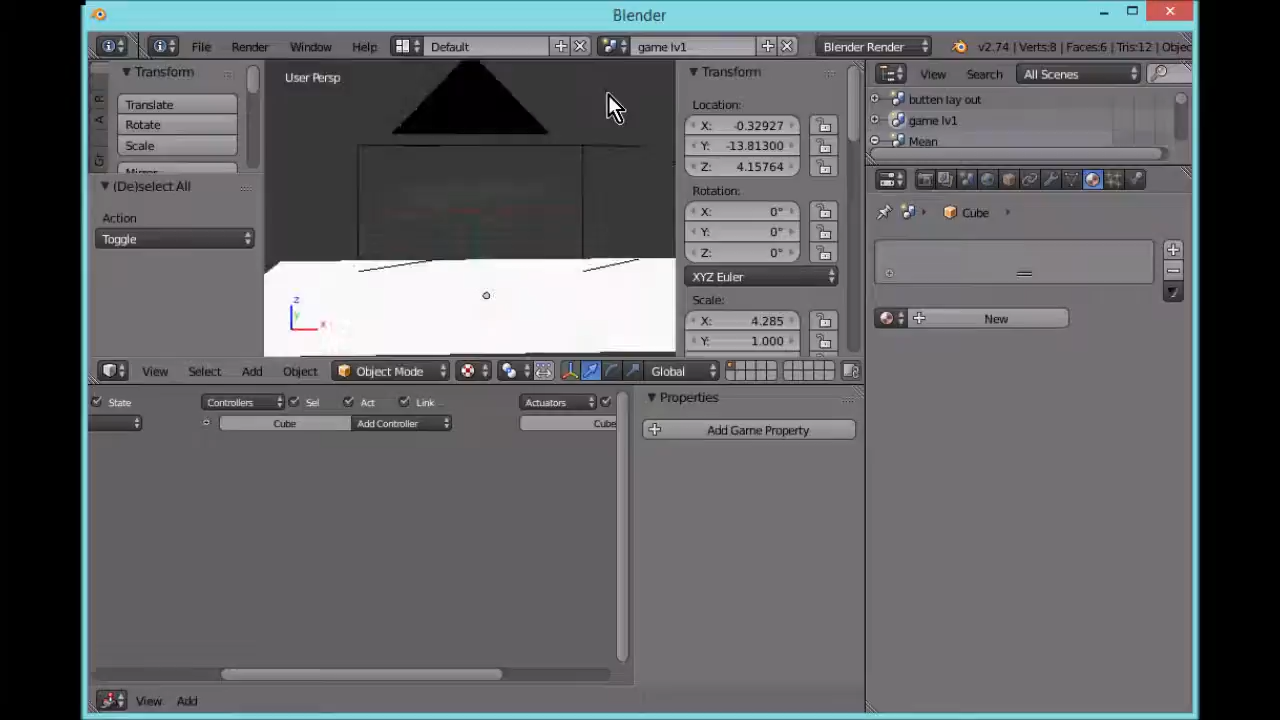 Blender
File
Render
Window
Help
Default
game lv1
Blender Render
v2.74 | Verts:8 | Faces:6 | Tris:12 | Objec
Transform
Translate
Rotate
Scale
(De)select All
Action
Toggle
User Persp
z
y
x
Transform
Location:
X: -0.32927
Y: -13.81300
Z: 4.15764
Rotation:
X: 0°
Y: 0°
Z: 0°
XYZ Euler
Scale:
X: 4.285
Y: 1.000
View
Search
All Scenes
butten lay out
game lv1
Mean
Cube
New
View
Select
Add
Object
Object Mode
Global
State
Controllers
Sel
Act
Link
Actuators
Cube
Add Controller
Cube
Properties
Add Game Property
View
Add